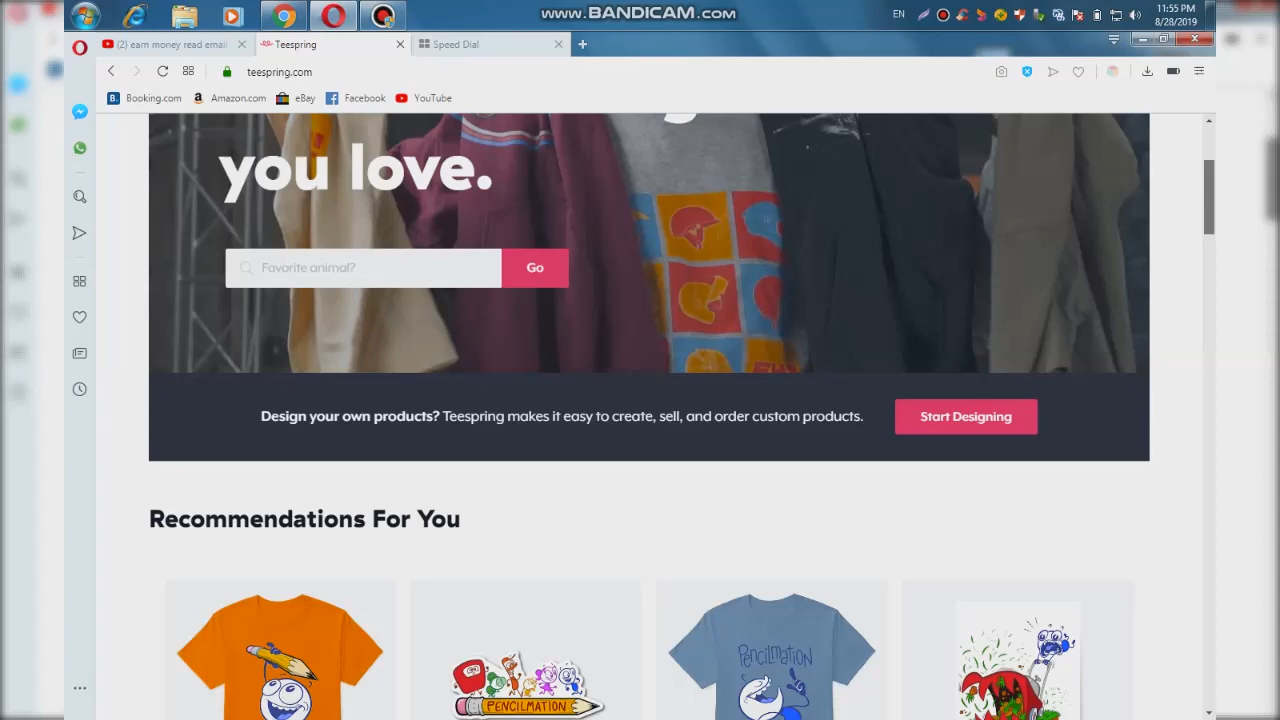 www.BANDICAM.com
EN
11:55 PM
8/28/2019
(2) earn money read email
Teespring
Speed Dial
teespring.com
Booking.com
Amazon.com
eBay
Facebook
YouTube
you love.
Favorite animal?
Go
Design your own products? Teespring makes it easy to create, sell, and order custom products.
Start Designing
Recommendations For You
PENCILMATION
PENCILMATION